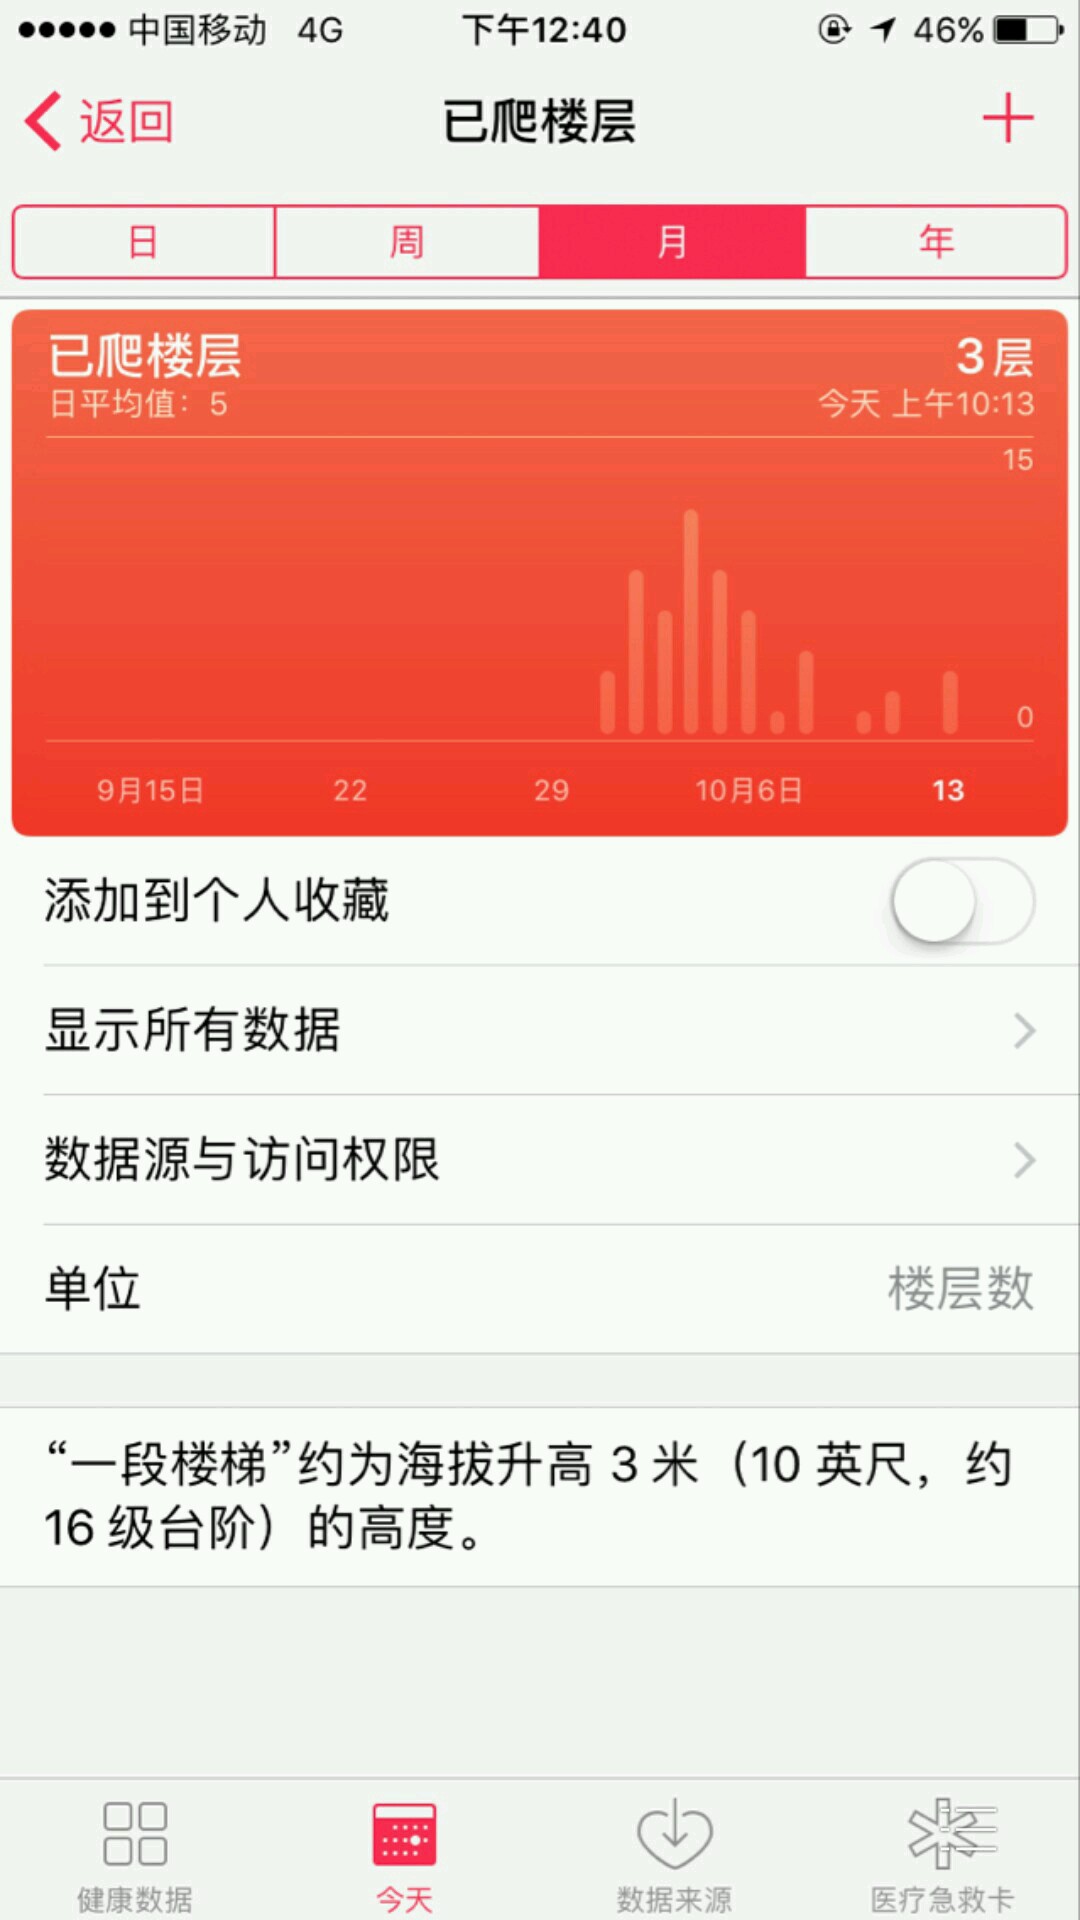 中国移动 4G 下午12:40 46%
返回 已爬楼层
日 周 月 年
已爬楼层 3层
日平均值：5 今天 上午10:13
15
0
9月15日 22 29 10月6日 13
添加到个人收藏
显示所有数据
数据源与访问权限
单位 楼层数
“一段楼梯”约为海拔升高 3 米（10 英尺，约
16 级台阶）的高度。
健康数据 今天 数据来源 医疗急救卡